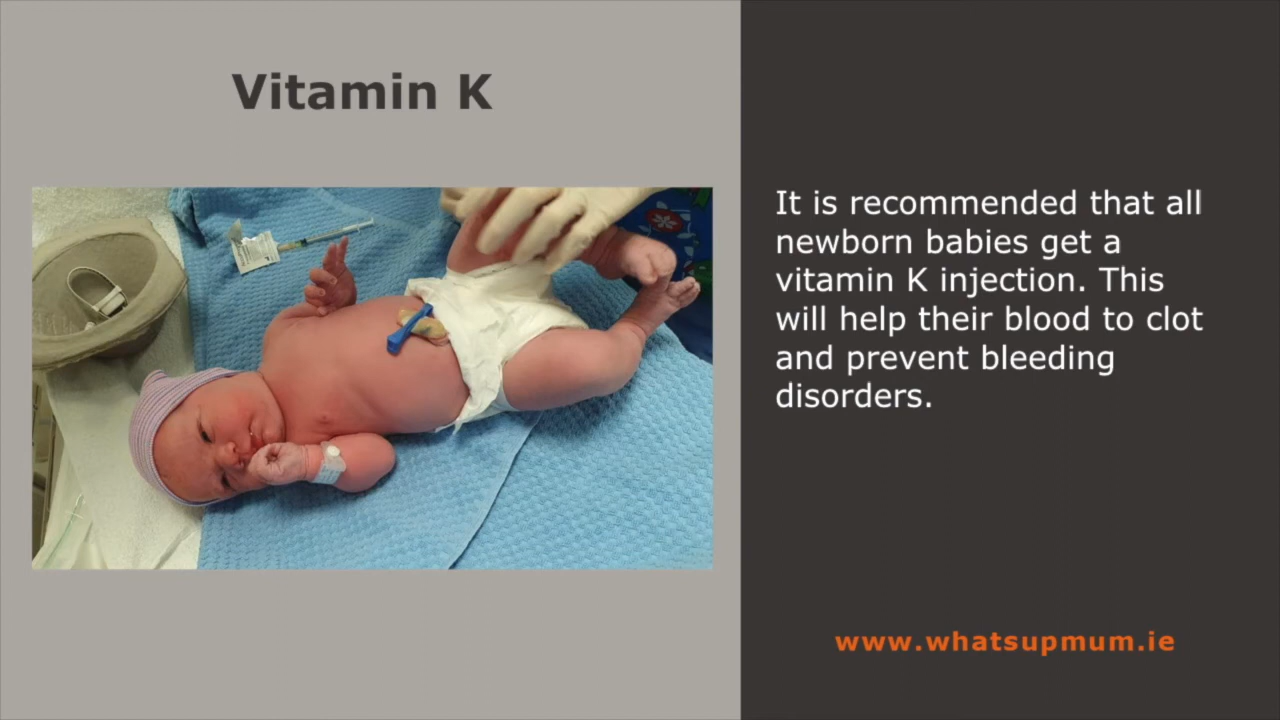 Vitamin K
It is recommended that all
newborn babies get a
vitamin K injection. This
will help their blood to clot
and prevent bleeding
disorders.
www.whatsupmum.ie